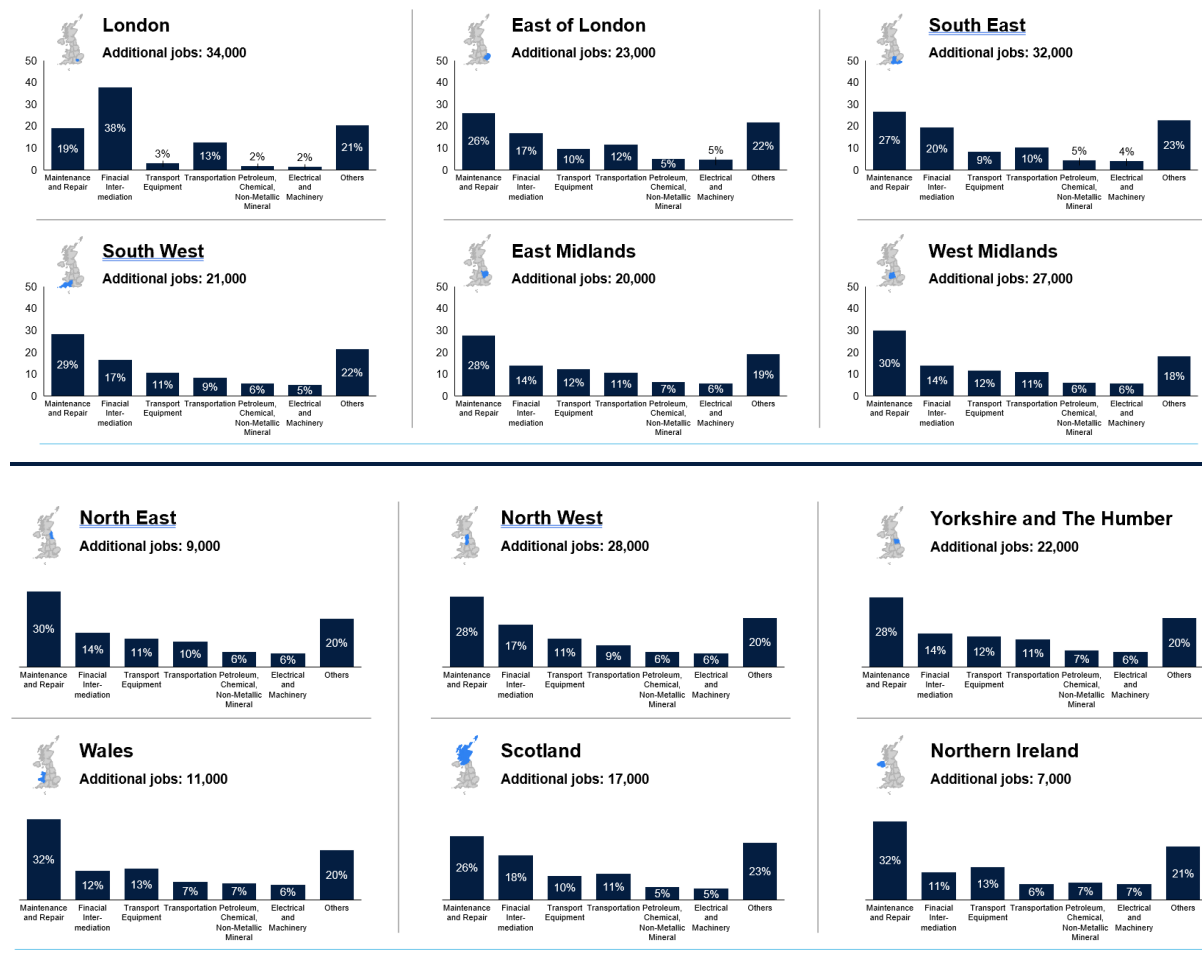 London
Additional jobs: 34,000
50
40
30
20
10
0
19%
38%
3%
13%
2%
2%
21%
Maintenance
and Repair
Finacial
Inter-
mediation
Transport
Equipment
Transportation
Petroleum,
Chemical,
Non-Metallic
Mineral
Electrical
and
Machinery
Others
East of London
Additional jobs: 23,000
50
40
30
20
10
0
26%
17%
10%
12%
5%
5%
22%
Maintenance
and Repair
Finacial
Inter-
mediation
Transport
Equipment
Transportation
Petroleum,
Chemical,
Non-Metallic
Mineral
Electrical
and
Machinery
Others
South East
Additional jobs: 32,000
50
40
30
20
10
0
27%
20%
9%
10%
5%
4%
23%
Maintenance
and Repair
Finacial
Inter-
mediation
Transport
Equipment
Transportation
Petroleum,
Chemical,
Non-Metallic
Mineral
Electrical
and
Machinery
Others
South West
Additional jobs: 21,000
50
40
30
20
10
0
29%
17%
11%
9%
6%
5%
22%
Maintenance
and Repair
Finacial
Inter-
mediation
Transport
Equipment
Transportation
Petroleum,
Chemical,
Non-Metallic
Mineral
Electrical
and
Machinery
Others
East Midlands
Additional jobs: 20,000
50
40
30
20
10
0
28%
14%
12%
11%
7%
6%
19%
Maintenance
and Repair
Finacial
Inter-
mediation
Transport
Equipment
Transportation
Petroleum,
Chemical,
Non-Metallic
Mineral
Electrical
and
Machinery
Others
West Midlands
Additional jobs: 27,000
50
40
30
20
10
0
30%
14%
12%
11%
6%
6%
18%
Maintenance
and Repair
Finacial
Inter-
mediation
Transport
Equipment
Transportation
Petroleum,
Chemical,
Non-Metallic
Mineral
Electrical
and
Machinery
Others
North East
Additional jobs: 9,000
30%
14%
11%
10%
6%
6%
20%
Maintenance
and Repair
Finacial
Inter-
mediation
Transport
Equipment
Transportation
Petroleum,
Chemical,
Non-Metallic
Mineral
Electrical
and
Machinery
Others
North West
Additional jobs: 28,000
28%
17%
11%
9%
6%
6%
20%
Maintenance
and Repair
Finacial
Inter-
mediation
Transport
Equipment
Transportation
Petroleum,
Chemical,
Non-Metallic
Mineral
Electrical
and
Machinery
Others
Yorkshire and The Humber
Additional jobs: 22,000
28%
14%
12%
11%
7%
6%
20%
Maintenance
and Repair
Finacial
Inter-
mediation
Transport
Equipment
Transportation
Petroleum,
Chemical,
Non-Metallic
Mineral
Electrical
and
Machinery
Others
Wales
Additional jobs: 11,000
32%
12%
13%
7%
7%
6%
20%
Maintenance
and Repair
Finacial
Inter-
mediation
Transport
Equipment
Transportation
Petroleum,
Chemical,
Non-Metallic
Mineral
Electrical
and
Machinery
Others
Scotland
Additional jobs: 17,000
26%
18%
10%
11%
5%
5%
23%
Maintenance
and Repair
Finacial
Inter-
mediation
Transport
Equipment
Transportation
Petroleum,
Chemical,
Non-Metallic
Mineral
Electrical
and
Machinery
Others
Northern Ireland
Additional jobs: 7,000
32%
11%
13%
6%
7%
7%
21%
Maintenance
and Repair
Finacial
Inter-
mediation
Transport
Equipment
Transportation
Petroleum,
Chemical,
Non-Metallic
Mineral
Electrical
and
Machinery
Others